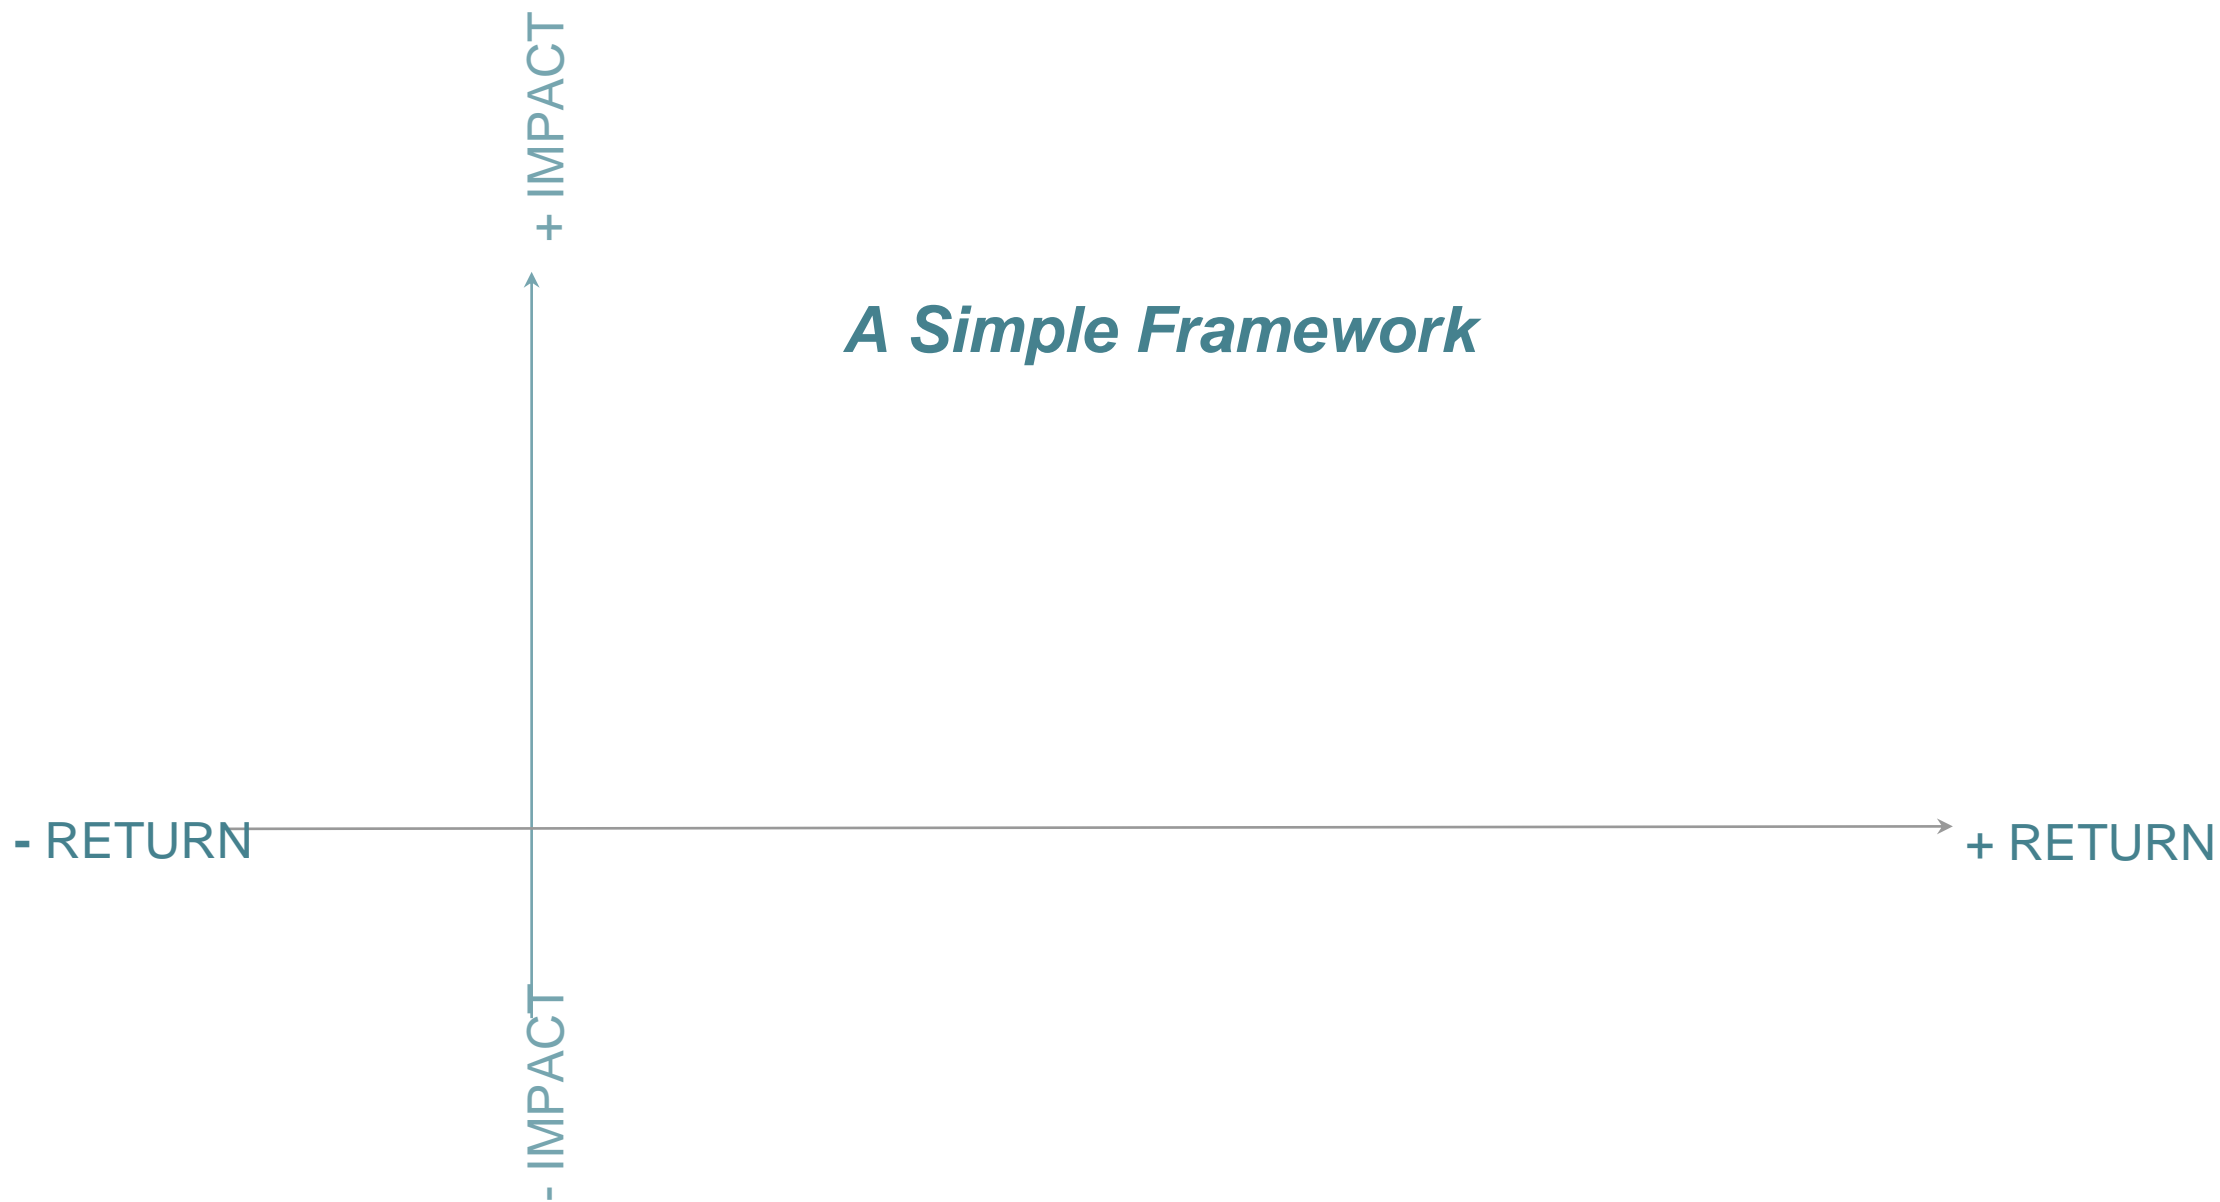 + IMPACT
A Simple Framework
- RETURN
+ RETURN
- IMPACT